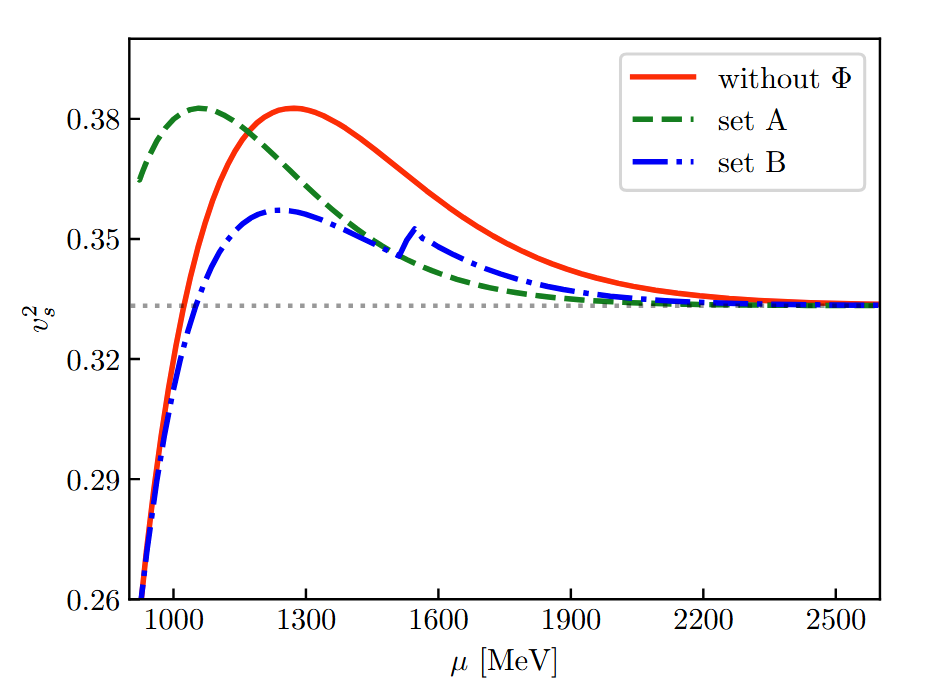 without Φ
set A
set B
0.38
0.35
0.32
0.29
0.26
v_s^2
1000 1300 1600 1900 2200 2500
μ [MeV]